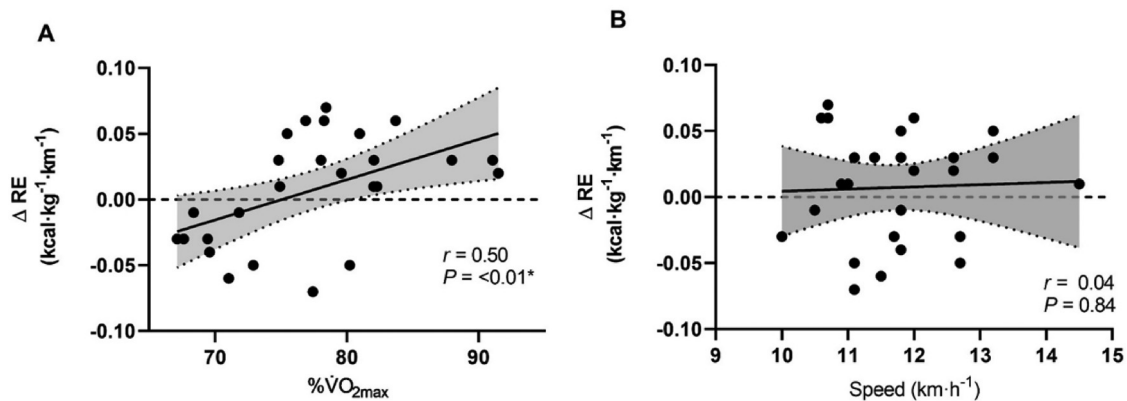 A
Δ RE
(kcal·kg⁻¹·km⁻¹)
0.10
0.05
0.00
-0.05
-0.10
r = 0.50
P = <0.01*
70
80
90
%V̇O₂max
B
Δ RE
(kcal·kg⁻¹·km⁻¹)
0.10
0.05
0.00
-0.05
-0.10
r = 0.04
P = 0.84
9
10
11
12
13
14
15
Speed (km·h⁻¹)